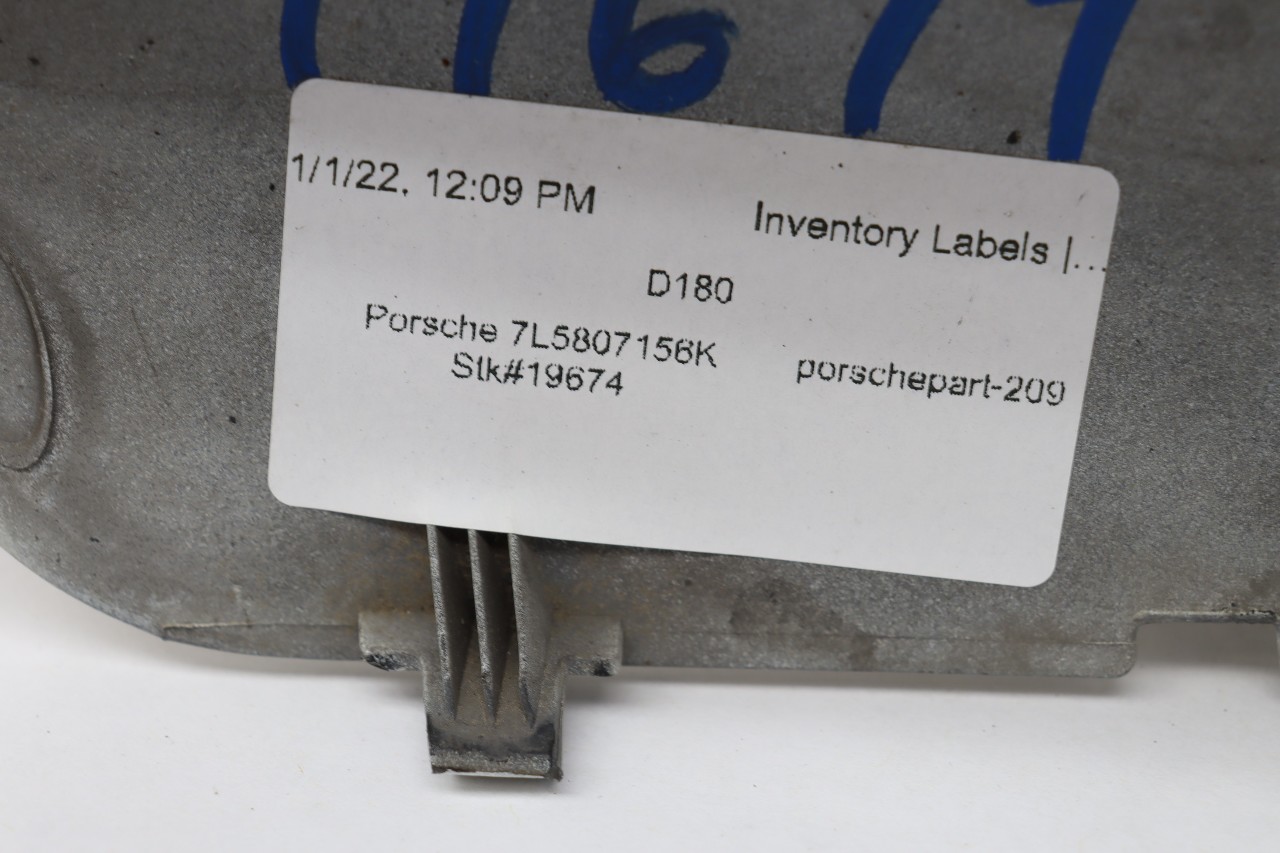 1/1/22, 12:09 PM
Inventory Labels |...
D180
Porsche 7L5807156K
Stk#19674
porschepart-209